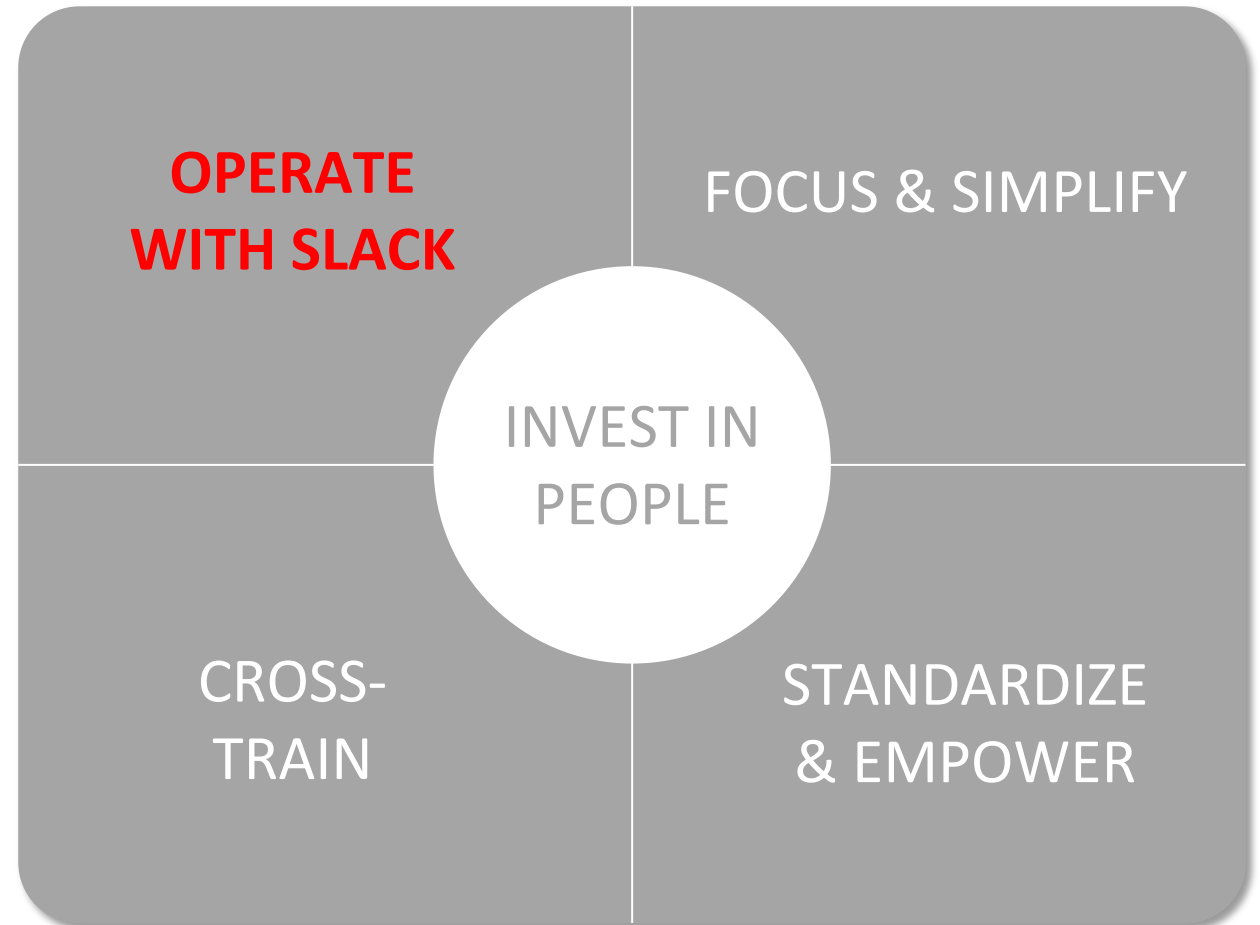 OPERATE
WITH SLACK
FOCUS & SIMPLIFY
INVEST IN
PEOPLE
CROSS-
TRAIN
STANDARDIZE
& EMPOWER